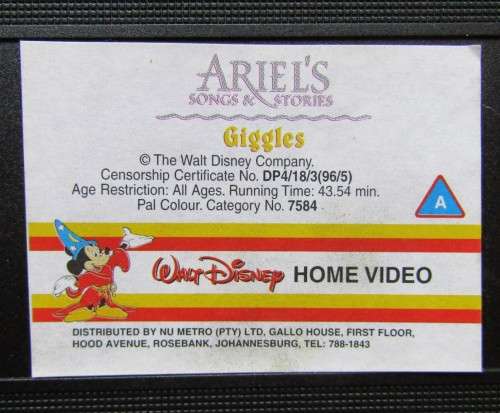 ARIEL'S
SONGS & STORIES
Giggles
© The Walt Disney Company.
Censorship Certificate No. DP4/18/3(96/5)
Age Restriction: All Ages. Running Time: 43.54 min.
Pal Colour. Category No. 7584
A
WALT DISNEY HOME VIDEO
DISTRIBUTED BY NU METRO (PTY) LTD, GALLO HOUSE, FIRST FLOOR,
HOOD AVENUE, ROSEBANK, JOHANNESBURG, TEL: 788-1843